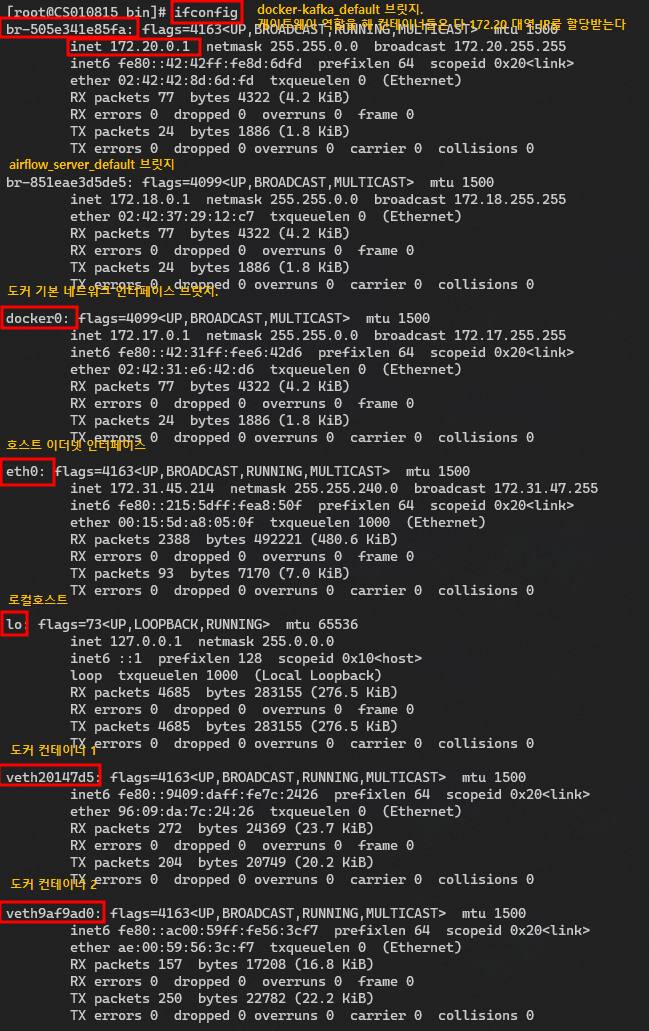 [root@CS010815 bin]# ifconfig
docker-kafka_default 브릿지.
게이트웨이 역할을 해 컨테이너들은 다 172.20 대역 IP를 할당받는다
br-505e341e85fa: flags=4163<UP,BROADCAST,RUNNING,MULTICAST>  mtu 1500
inet 172.20.0.1  netmask 255.255.0.0  broadcast 172.20.255.255
inet6 fe80::42:42ff:fe8d:6dfd  prefixlen 64  scopeid 0x20<link>
ether 02:42:42:8d:6d:fd  txqueuelen 0  (Ethernet)
RX packets 77  bytes 4322 (4.2 KiB)
RX errors 0  dropped 0  overruns 0  frame 0
TX packets 24  bytes 1886 (1.8 KiB)
TX errors 0  dropped 0 overruns 0  carrier 0  collisions 0
airflow_server_default 브릿지
br-851eae3d5de5: flags=4099<UP,BROADCAST,MULTICAST>  mtu 1500
inet 172.18.0.1  netmask 255.255.0.0  broadcast 172.18.255.255
ether 02:42:37:29:12:c7  txqueuelen 0  (Ethernet)
RX packets 77  bytes 4322 (4.2 KiB)
RX errors 0  dropped 0  overruns 0  frame 0
TX packets 24  bytes 1886 (1.8 KiB)
TX errors 0  dropped 0 overruns 0  carrier 0  collisions 0
도커 기본 네트워크 인터페이스 브릿지.
docker0: flags=4099<UP,BROADCAST,MULTICAST>  mtu 1500
inet 172.17.0.1  netmask 255.255.0.0  broadcast 172.17.255.255
inet6 fe80::42:31ff:fee6:42d6  prefixlen 64  scopeid 0x20<link>
ether 02:42:31:e6:42:d6  txqueuelen 0  (Ethernet)
RX packets 77  bytes 4322 (4.2 KiB)
RX errors 0  dropped 0  overruns 0  frame 0
TX packets 24  bytes 1886 (1.8 KiB)
TX errors 0  dropped 0 overruns 0  carrier 0  collisions 0
호스트 이더넷 인터페이스
eth0: flags=4163<UP,BROADCAST,RUNNING,MULTICAST>  mtu 1500
inet 172.31.45.214  netmask 255.255.240.0  broadcast 172.31.47.255
inet6 fe80::215:5dff:fea8:50f  prefixlen 64  scopeid 0x20<link>
ether 00:15:5d:a8:05:0f  txqueuelen 1000  (Ethernet)
RX packets 2388  bytes 492221 (480.6 KiB)
RX errors 0  dropped 0  overruns 0  frame 0
TX packets 93  bytes 7170 (7.0 KiB)
TX errors 0  dropped 0 overruns 0  carrier 0  collisions 0
로컬호스트
lo: flags=73<UP,LOOPBACK,RUNNING>  mtu 65536
inet 127.0.0.1  netmask 255.0.0.0
inet6 ::1  prefixlen 128  scopeid 0x10<host>
loop  txqueuelen 1000  (Local Loopback)
RX packets 4685  bytes 283155 (276.5 KiB)
RX errors 0  dropped 0  overruns 0  frame 0
TX packets 4685  bytes 283155 (276.5 KiB)
TX errors 0  dropped 0 overruns 0  carrier 0  collisions 0
도커 컨테이너 1
veth20147d5: flags=4163<UP,BROADCAST,RUNNING,MULTICAST>  mtu 1500
inet6 fe80::9409:daff:fe7c:2426  prefixlen 64  scopeid 0x20<link>
ether 96:09:da:7c:24:26  txqueuelen 0  (Ethernet)
RX packets 272  bytes 24369 (23.7 KiB)
RX errors 0  dropped 0  overruns 0  frame 0
TX packets 204  bytes 20749 (20.2 KiB)
TX errors 0  dropped 0 overruns 0  carrier 0  collisions 0
도커 컨테이너 2
veth9af9ad0: flags=4163<UP,BROADCAST,RUNNING,MULTICAST>  mtu 1500
inet6 fe80::ac00:59ff:fe56:3cf7  prefixlen 64  scopeid 0x20<link>
ether ae:00:59:56:3c:f7  txqueuelen 0  (Ethernet)
RX packets 157  bytes 17208 (16.8 KiB)
RX errors 0  dropped 0  overruns 0  frame 0
TX packets 250  bytes 22782 (22.2 KiB)
TX errors 0  dropped 0 overruns 0  carrier 0  collisions 0